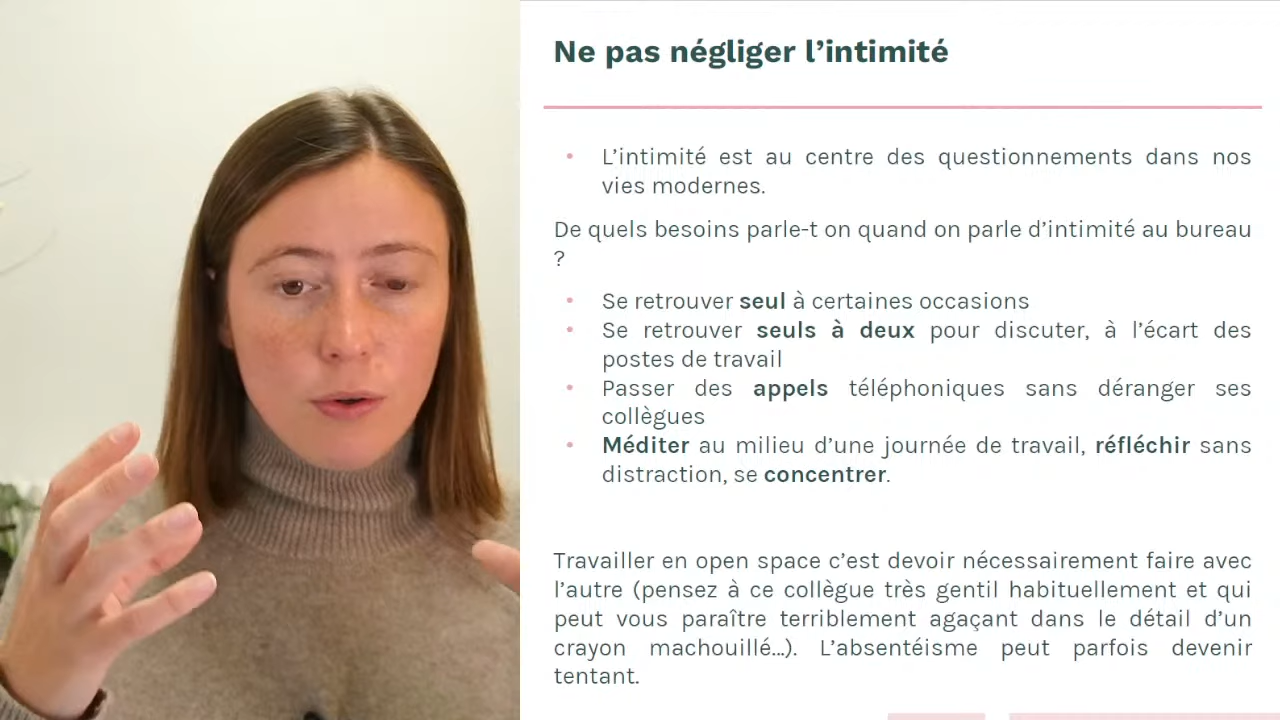 Ne pas négliger l’intimité
• L’intimité est au centre des questionnements dans nos
vies modernes.
De quels besoins parle-t on quand on parle d’intimité au bureau
?
• Se retrouver seul à certaines occasions
• Se retrouver seuls à deux pour discuter, à l’écart des
postes de travail
• Passer des appels téléphoniques sans déranger ses
collègues
• Méditer au milieu d’une journée de travail, réfléchir sans
distraction, se concentrer.
Travailler en open space c’est devoir nécessairement faire avec
l’autre (pensez à ce collègue très gentil habituellement et qui
peut vous paraître terriblement agaçant dans le détail d’un
crayon machouillé…). L’absentéisme peut parfois devenir
tentant.